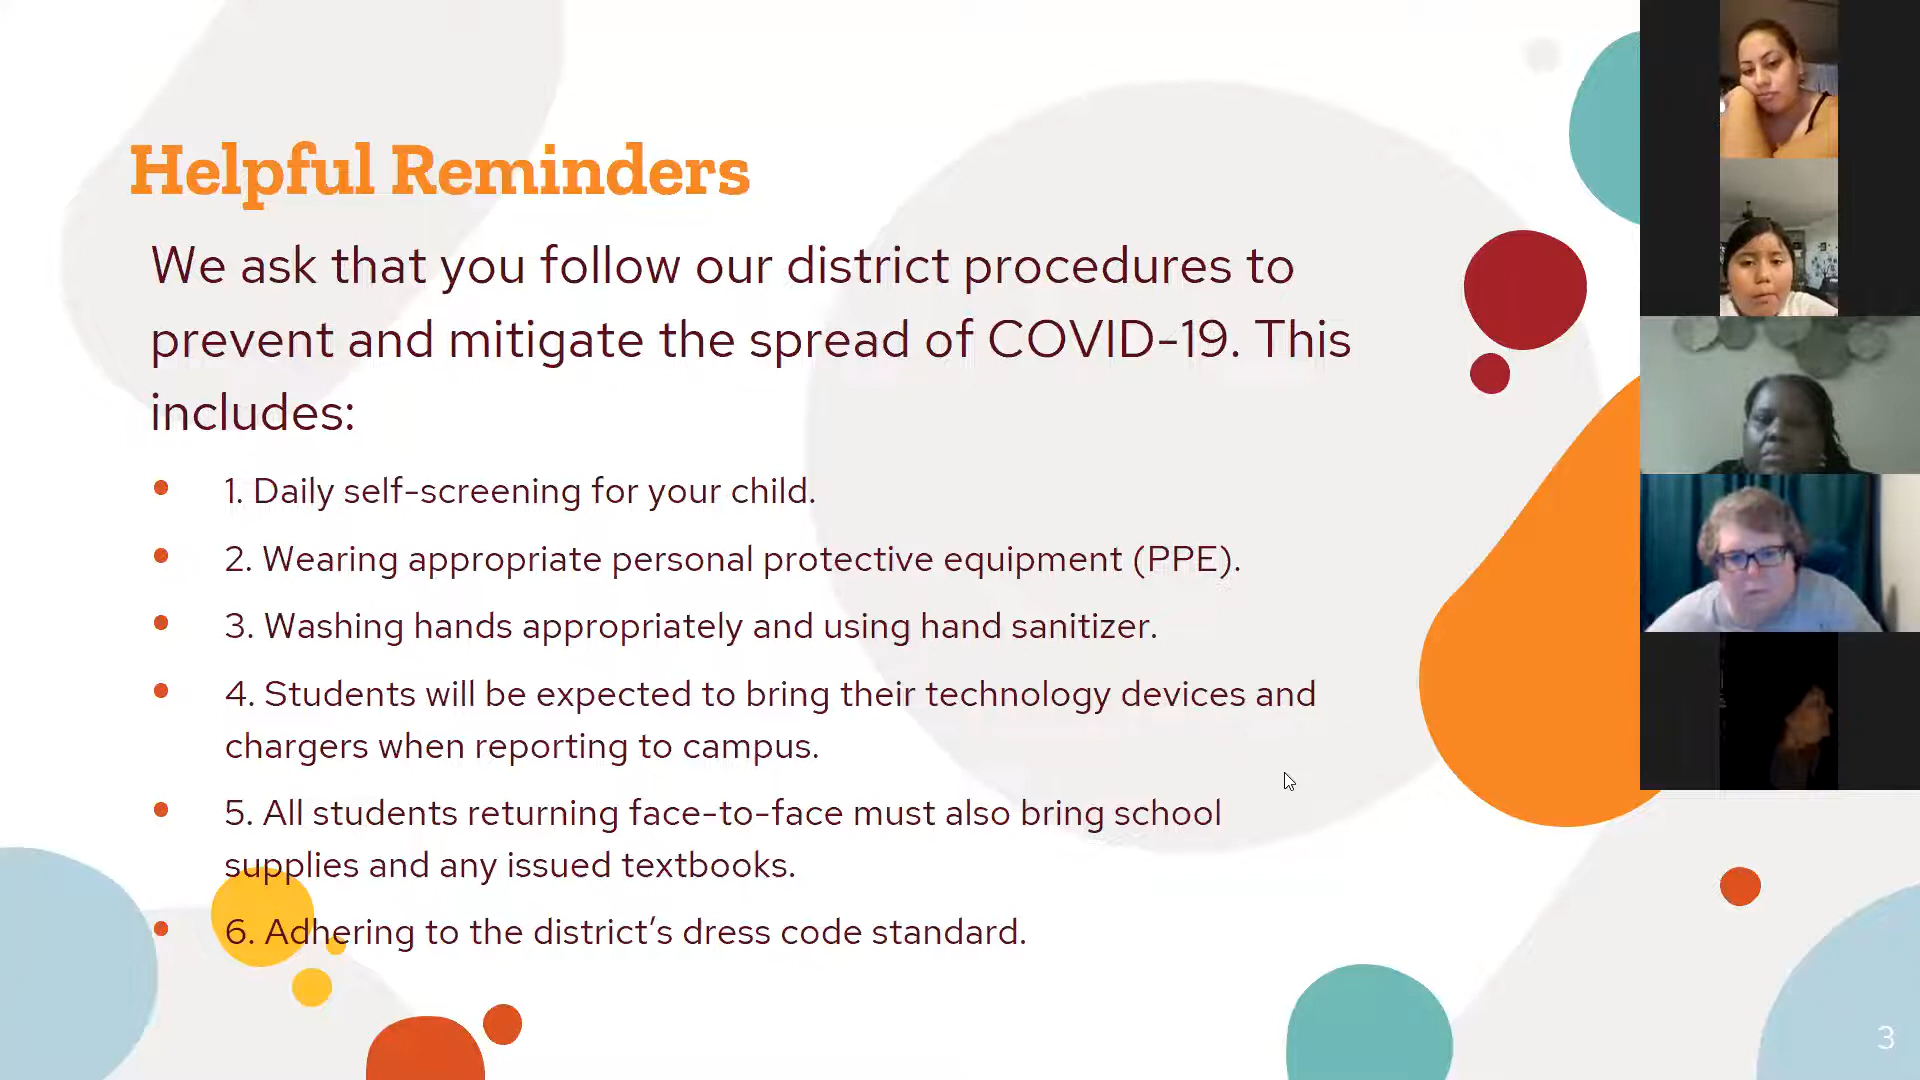 Helpful Reminders
We ask that you follow our district procedures to
prevent and mitigate the spread of COVID-19. This
includes:
• 1. Daily self-screening for your child.
• 2. Wearing appropriate personal protective equipment (PPE).
• 3. Washing hands appropriately and using hand sanitizer.
• 4. Students will be expected to bring their technology devices and
chargers when reporting to campus.
• 5. All students returning face-to-face must also bring school
supplies and any issued textbooks.
• 6. Adhering to the district’s dress code standard.
3